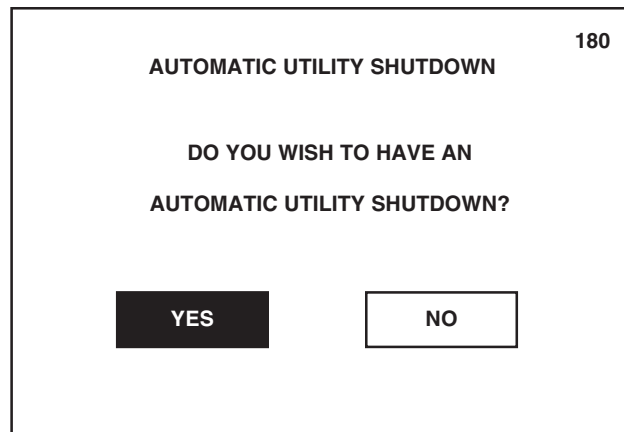 180
AUTOMATIC UTILITY SHUTDOWN
DO YOU WISH TO HAVE AN
AUTOMATIC UTILITY SHUTDOWN?
YES NO